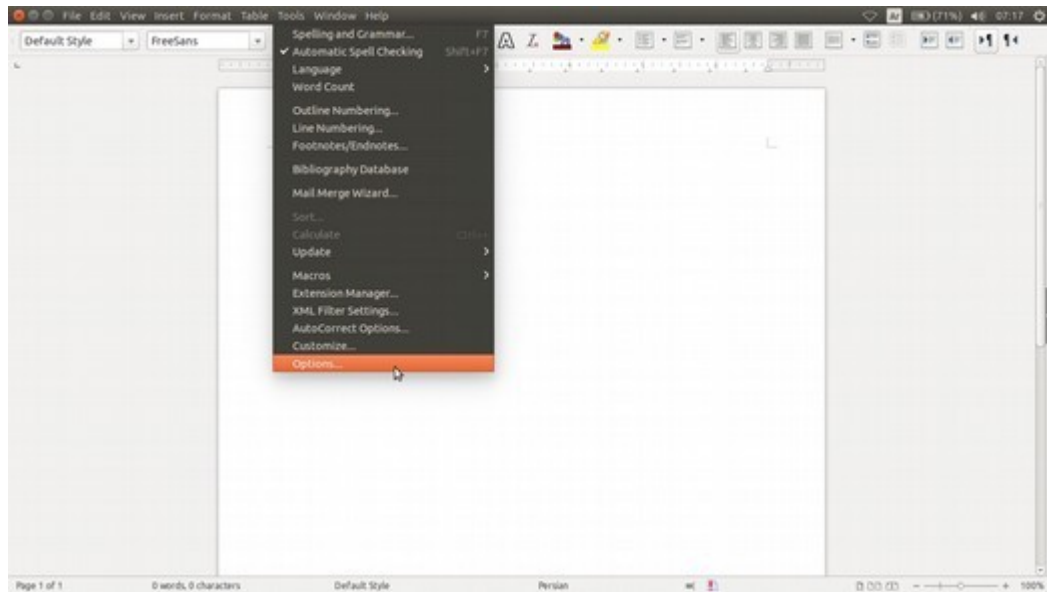 File Edit View Insert Format Table Tools Window Help
Ar (71%) 07:17
Default Style FreeSans
Spelling and Grammar... F7
Automatic Spell Checking Shift+F7
Language
Word Count
Outline Numbering...
Line Numbering...
Footnotes/Endnotes...
Bibliography Database
Mail Merge Wizard...
Sort...
Calculate Ctrl++
Update
Macros
Extension Manager...
XML Filter Settings...
AutoCorrect Options...
Customize...
Options...
Page 1 of 1 0 words, 0 characters Default Style Persian 100%